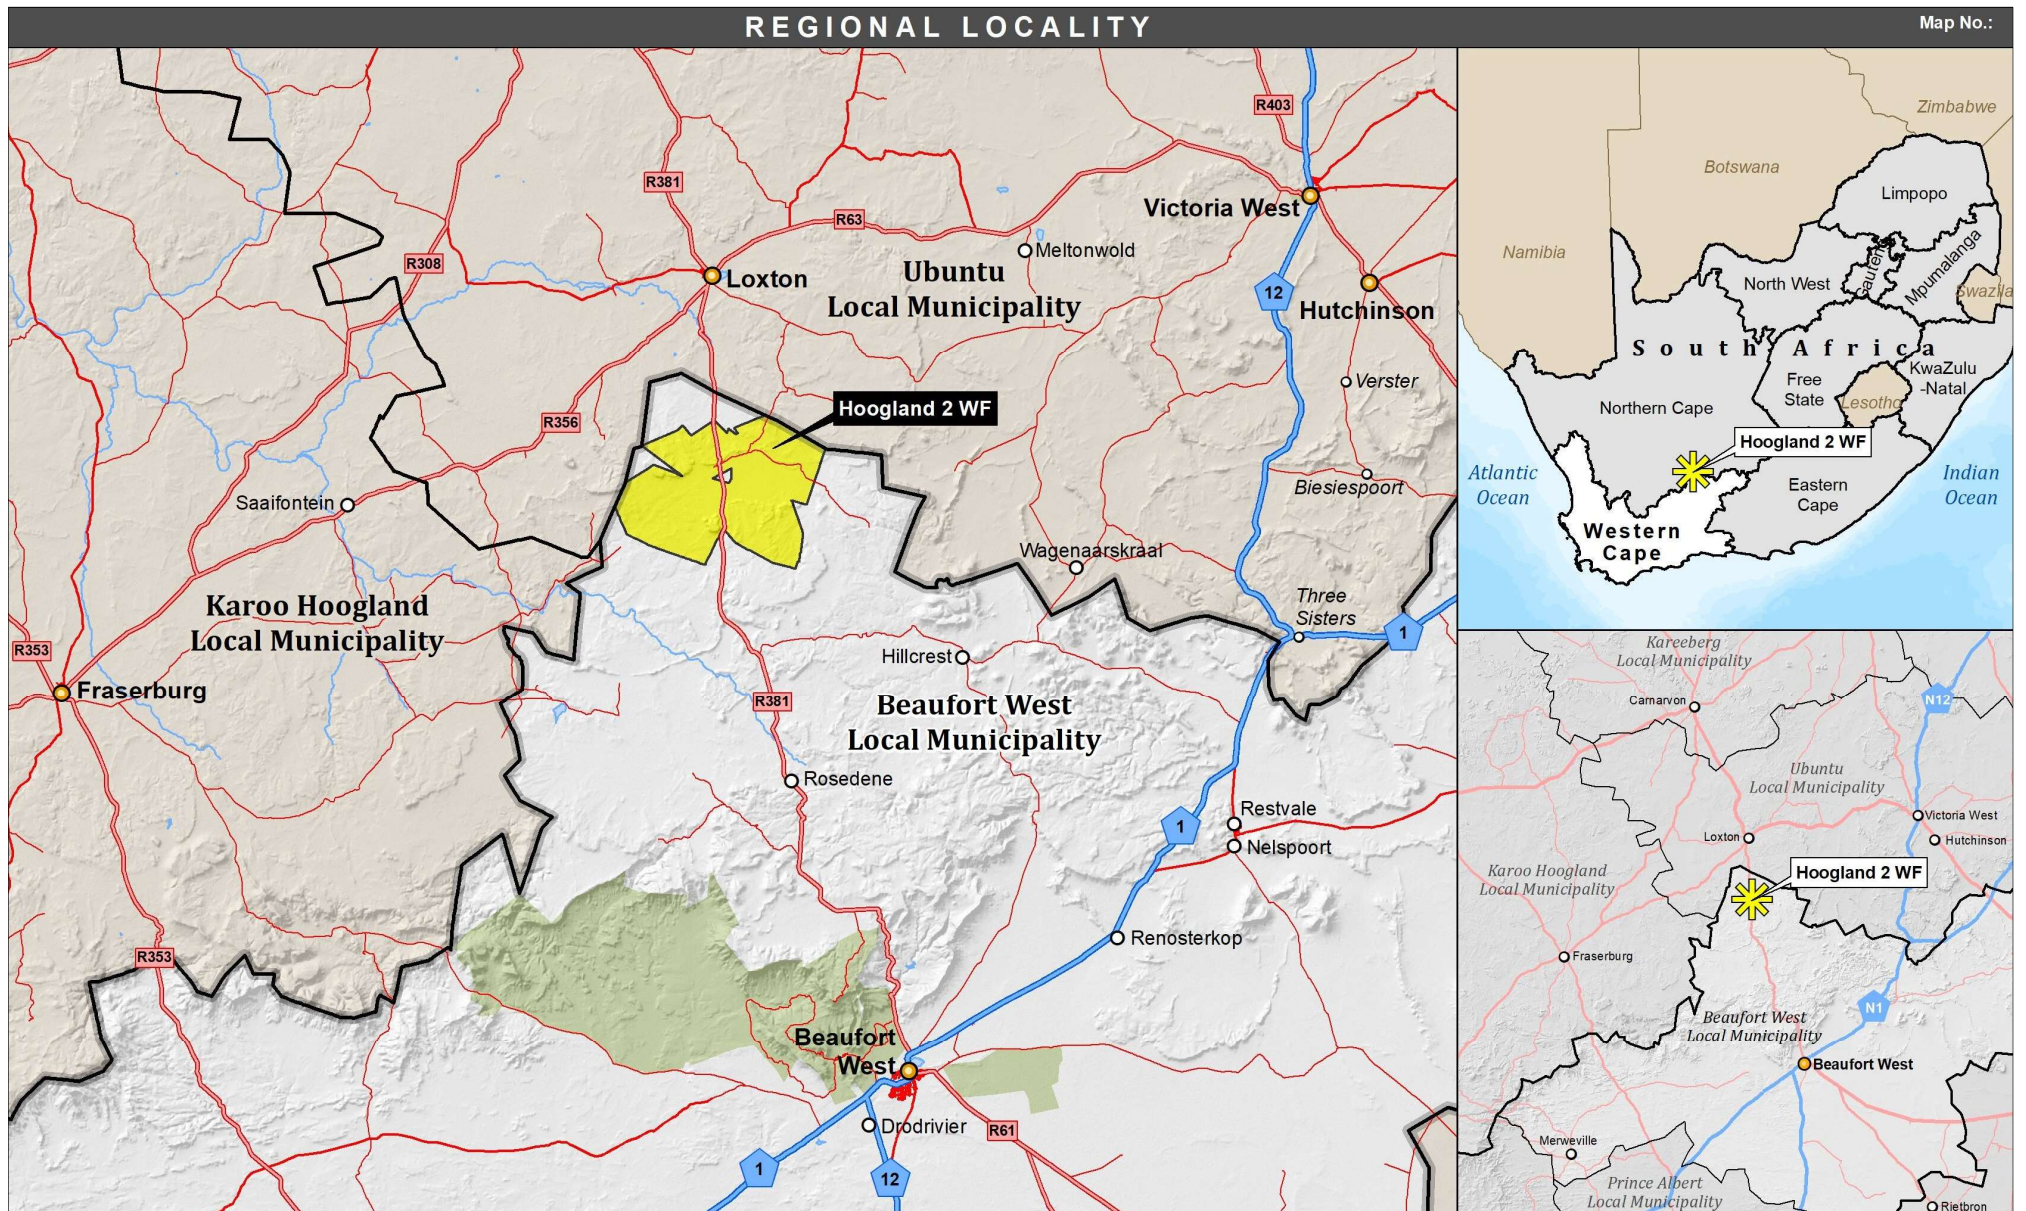 REGIONAL LOCALITY
Map No.:
R403
R381
R63
Victoria West
Meltonwold
R308
Loxton
Ubuntu
Local Municipality
12
Hutchinson
Verster
Hoogland 2 WF
R356
Saaifontein
Biesiespoort
Wagenaarskraal
Karoo Hoogland
Local Municipality
Three
Sisters
1
R353
Fraserburg
Hillcrest
R381
Beaufort West
Local Municipality
Rosedene
Restvale
1
Nelspoort
Renosterkop
R353
Beaufort
West
Drodrivier
R61
1
12
Zimbabwe
Botswana
Limpopo
Namibia
North West
Gauteng
Mpumalanga
Swazila
South Africa
KwaZulu
-Natal
Free
State
Lesotho
Northern Cape
Hoogland 2 WF
Atlantic
Ocean
Indian
Ocean
Eastern
Cape
Western
Cape
Kareeberg
Local Municipality
Carnarvon
N12
Ubuntu
Local Municipality
Victoria West
Loxton
Hutchinson
Karoo Hoogland
Local Municipality
Hoogland 2 WF
Fraserburg
N1
Beaufort West
Local Municipality
Beaufort West
Merweville
Prince Albert
Local Municipality
Rietbron